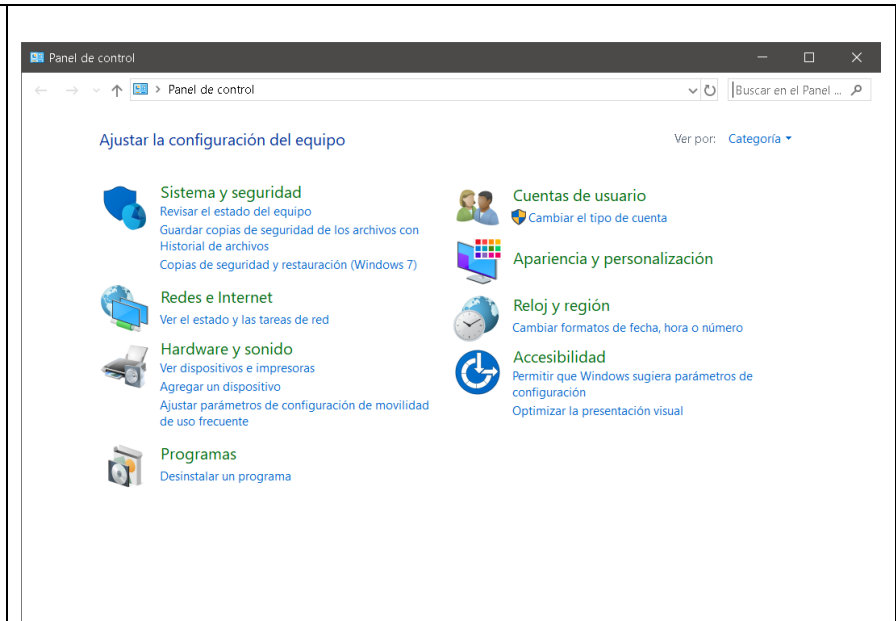 Panel de control
Panel de control
Buscar en el Panel ...
Ajustar la configuración del equipo
Ver por: Categoría
Sistema y seguridad
Revisar el estado del equipo
Guardar copias de seguridad de los archivos con
Historial de archivos
Copias de seguridad y restauración (Windows 7)
Redes e Internet
Ver el estado y las tareas de red
Hardware y sonido
Ver dispositivos e impresoras
Agregar un dispositivo
Ajustar parámetros de configuración de movilidad
de uso frecuente
Programas
Desinstalar un programa
Cuentas de usuario
Cambiar el tipo de cuenta
Apariencia y personalización
Reloj y región
Cambiar formatos de fecha, hora o número
Accesibilidad
Permitir que Windows sugiera parámetros de
configuración
Optimizar la presentación visual